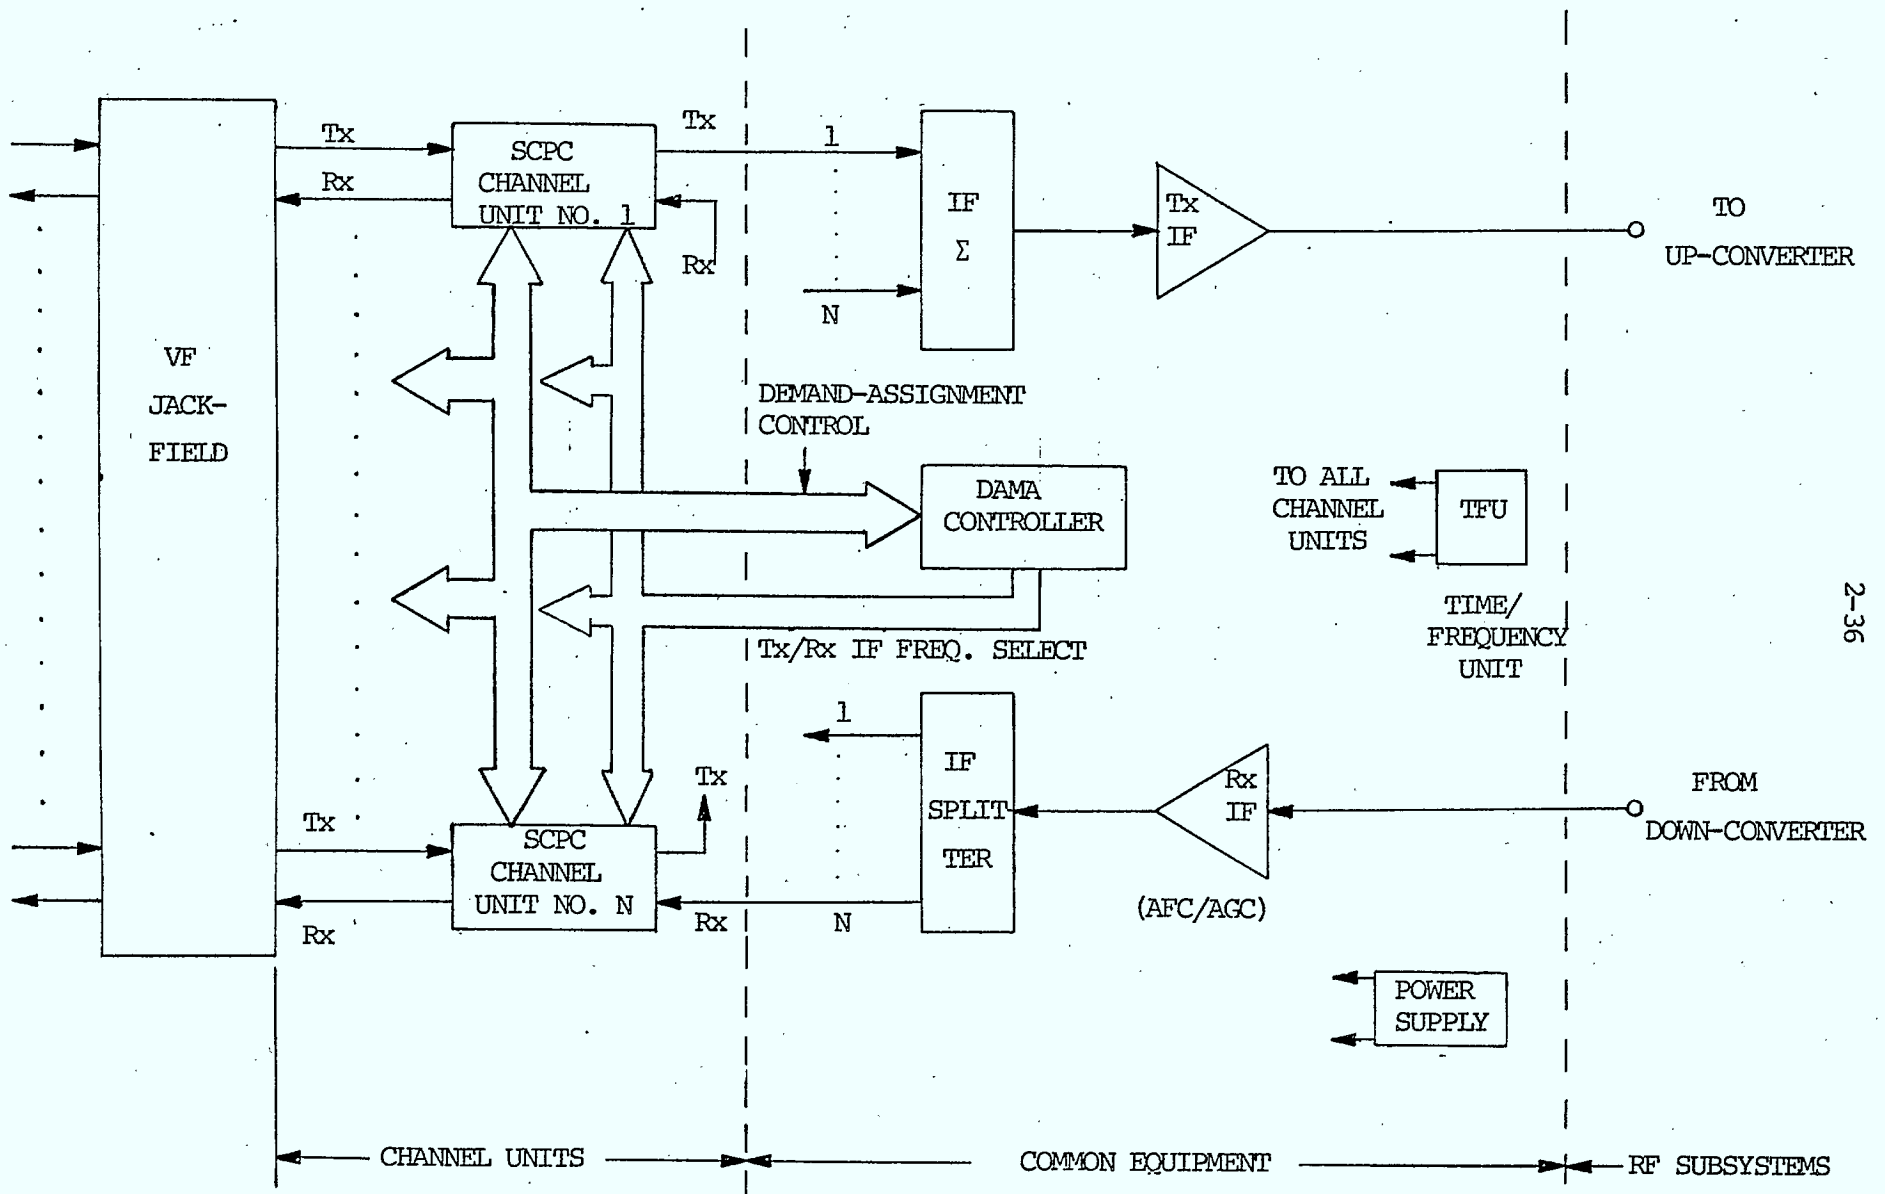 VF
JACK-
FIELD
Tx
Rx
SCPC
CHANNEL
UNIT NO. 1
Tx
Rx
1
N
IF
Σ
Tx
IF
TO
UP-CONVERTER
DEMAND-ASSIGNMENT
CONTROL
DAMA
CONTROLLER
TO ALL
CHANNEL
UNITS
TFU
TIME/
FREQUENCY
UNIT
2-36
Tx/Rx IF FREQ. SELECT
Tx
Rx
SCPC
CHANNEL
UNIT NO. N
Tx
Rx
1
N
IF
SPLIT
TER
Rx
IF
(AFC/AGC)
FROM
DOWN-CONVERTER
POWER
SUPPLY
CHANNEL UNITS
COMMON EQUIPMENT
RF SUBSYSTEMS